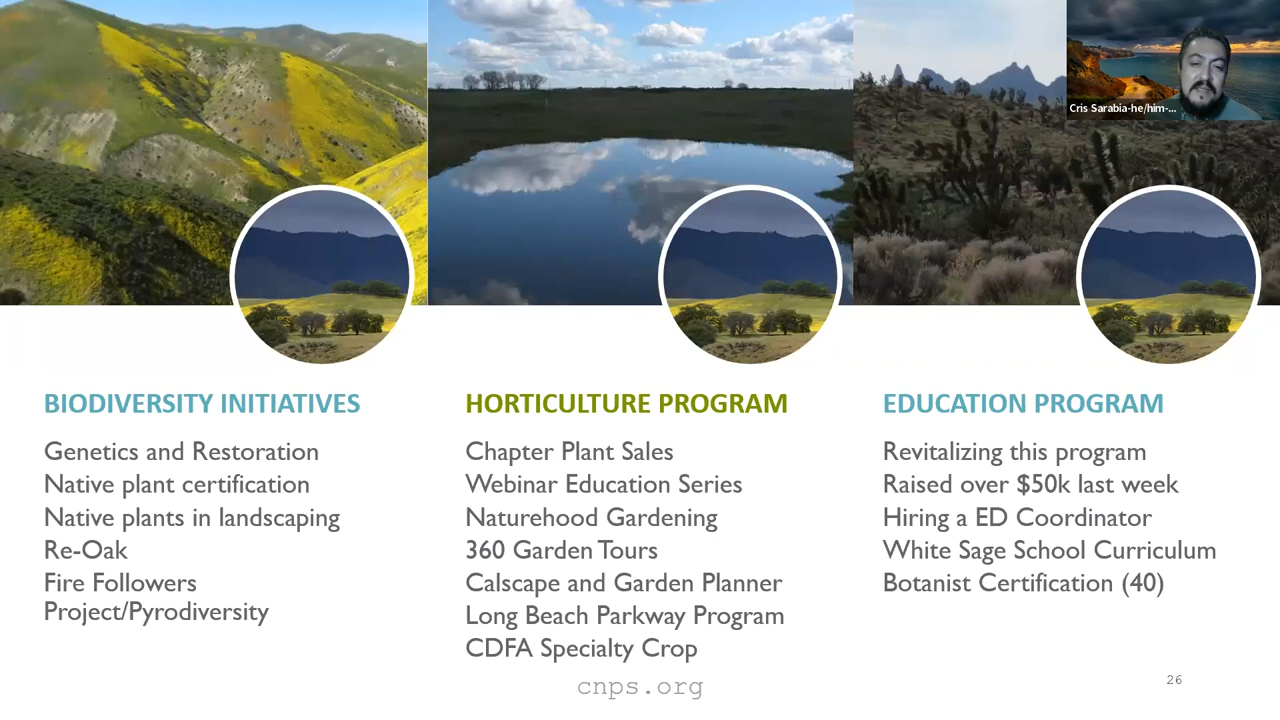 Cris Sarabia-he/him-...
BIODIVERSITY INITIATIVES
Genetics and Restoration
Native plant certification
Native plants in landscaping
Re-Oak
Fire Followers
Project/Pyrodiversity
HORTICULTURE PROGRAM
Chapter Plant Sales
Webinar Education Series
Naturehood Gardening
360 Garden Tours
Calscape and Garden Planner
Long Beach Parkway Program
CDFA Specialty Crop
EDUCATION PROGRAM
Revitalizing this program
Raised over $50k last week
Hiring a ED Coordinator
White Sage School Curriculum
Botanist Certification (40)
cnps.org
26